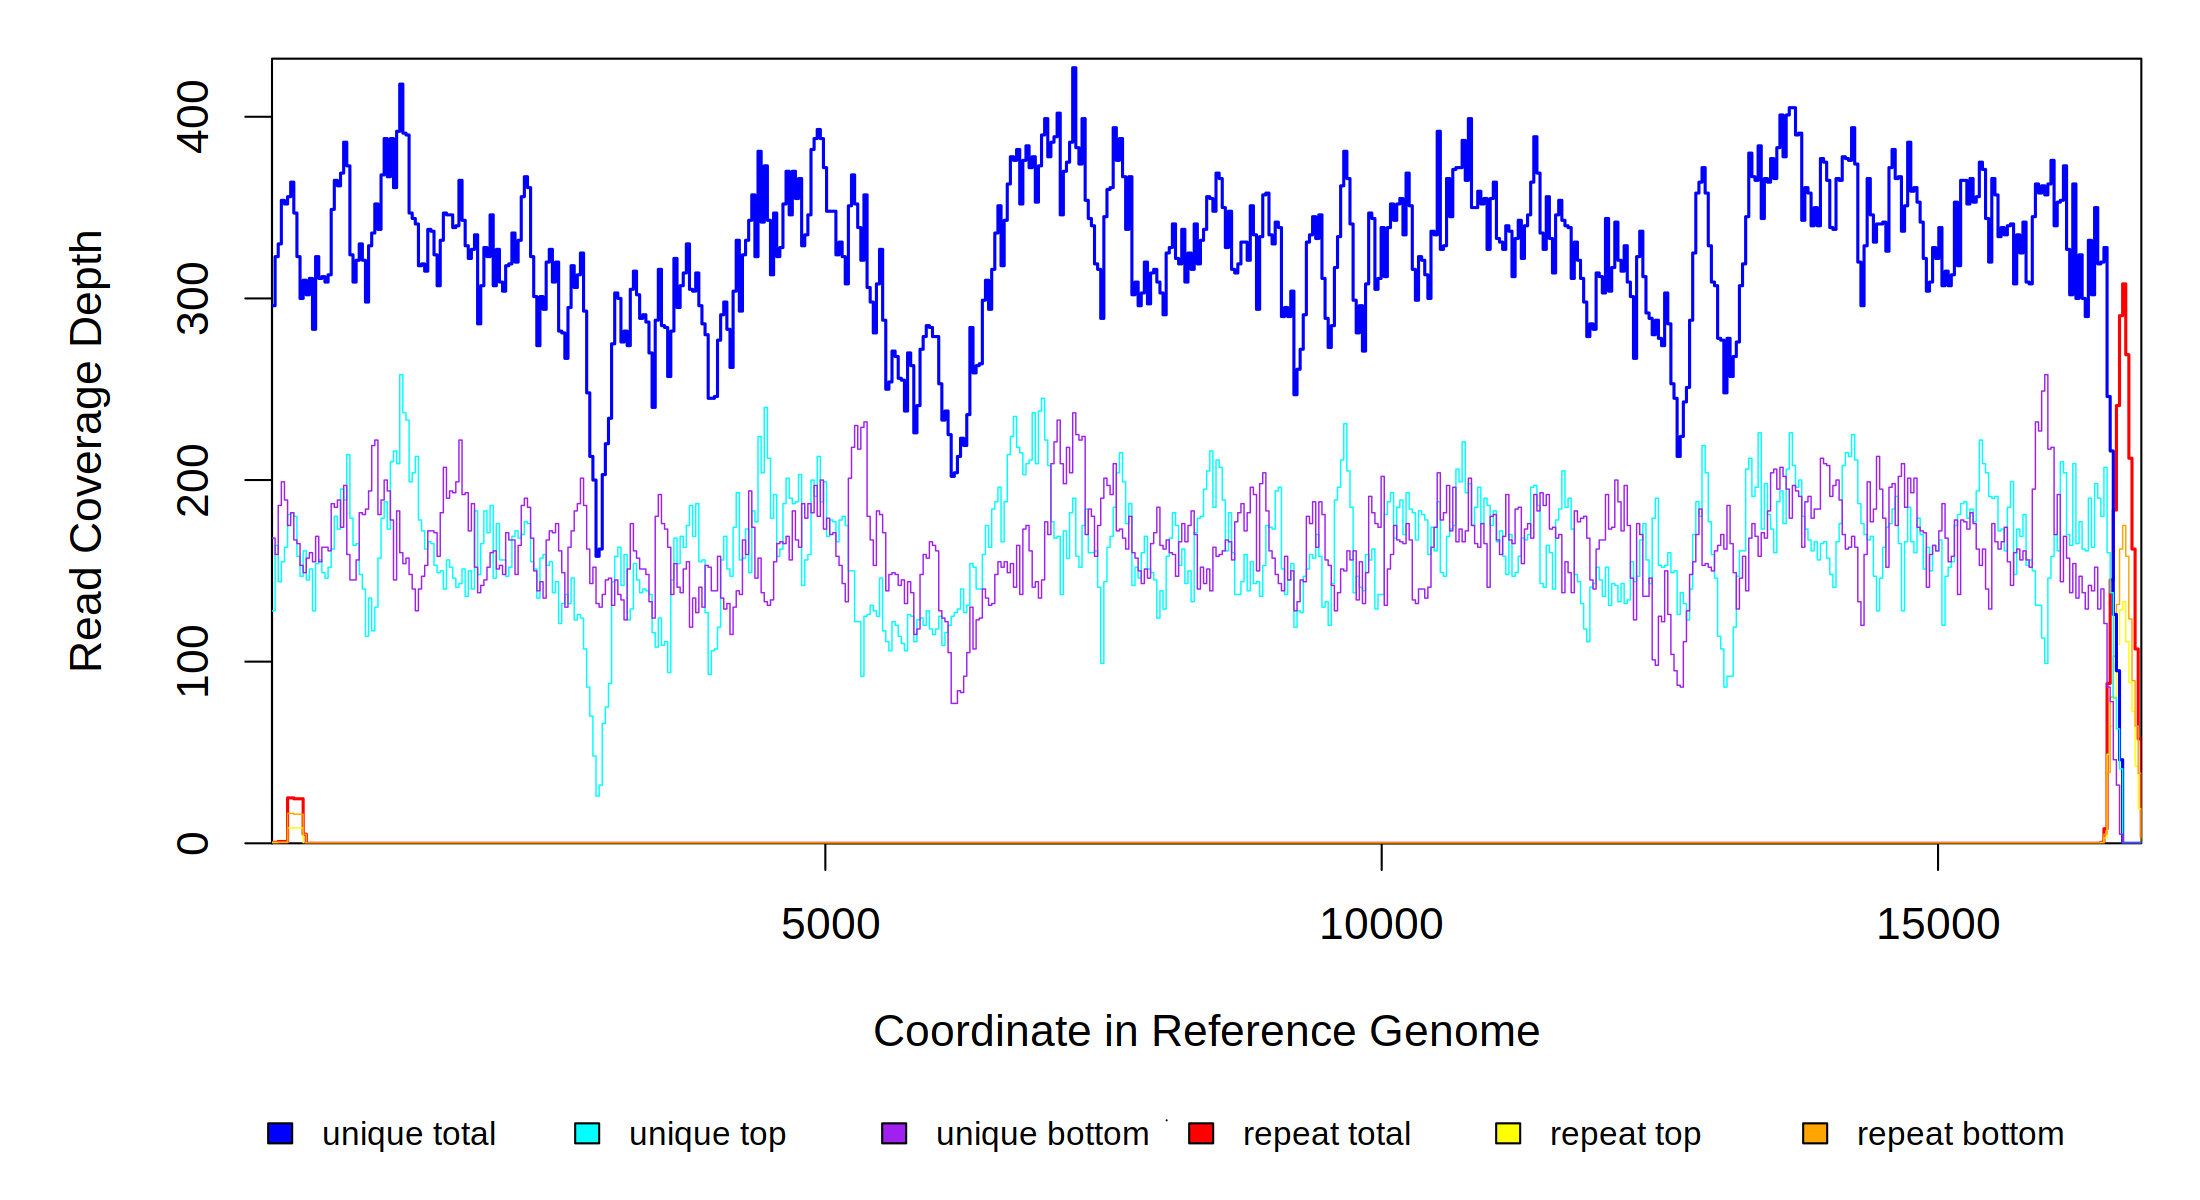 400
300
200
100
0
Read Coverage Depth
5000 10000 15000
Coordinate in Reference Genome
unique total unique top unique bottom repeat total repeat top repeat bottom